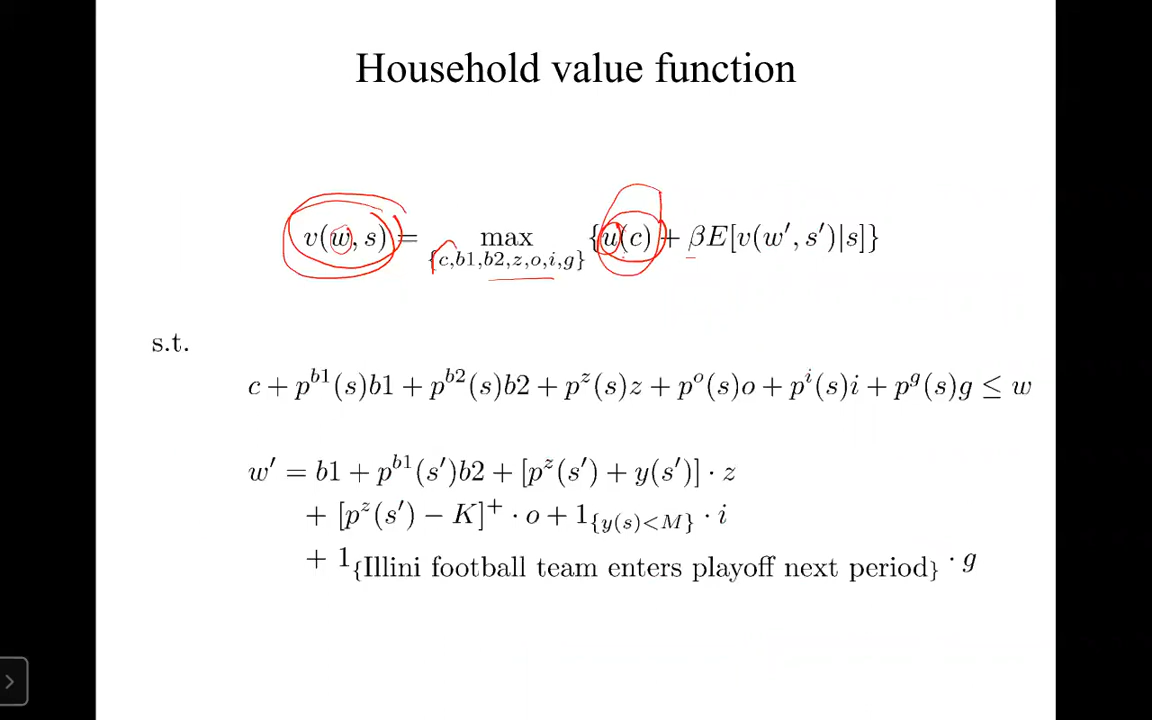 Household value function
v(w, s) = max {u(c) + βE[v(w′, s′)|s]}
{c,b1,b2,z,o,i,g}
s.t.
c + p^{b1}(s)b1 + p^{b2}(s)b2 + p^z(s)z + p^o(s)o + p^i(s)i + p^g(s)g ≤ w
w′ = b1 + p^{b1}(s′)b2 + [p^z(s′) + y(s′)] · z
+ [p^z(s′) − K]^+ · o + 1_{y(s)<M} · i
+ 1_{Illini football team enters playoff next period} · g